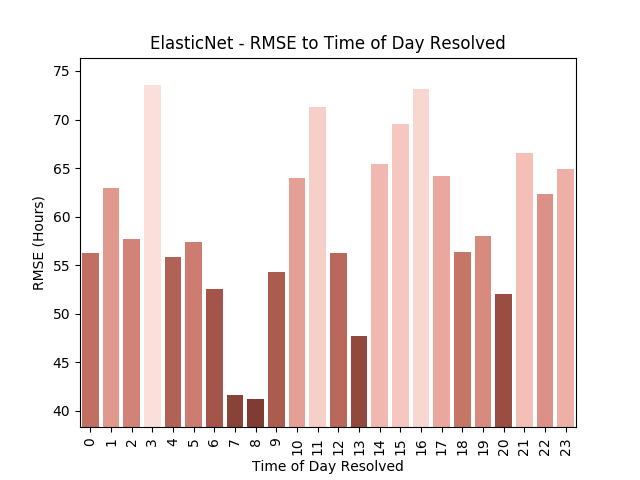 ElasticNet - RMSE to Time of Day Resolved
75
70
65
60
55
50
45
40
RMSE (Hours)
0 1 2 3 4 5 6 7 8 9 10 11 12 13 14 15 16 17 18 19 20 21 22 23
Time of Day Resolved